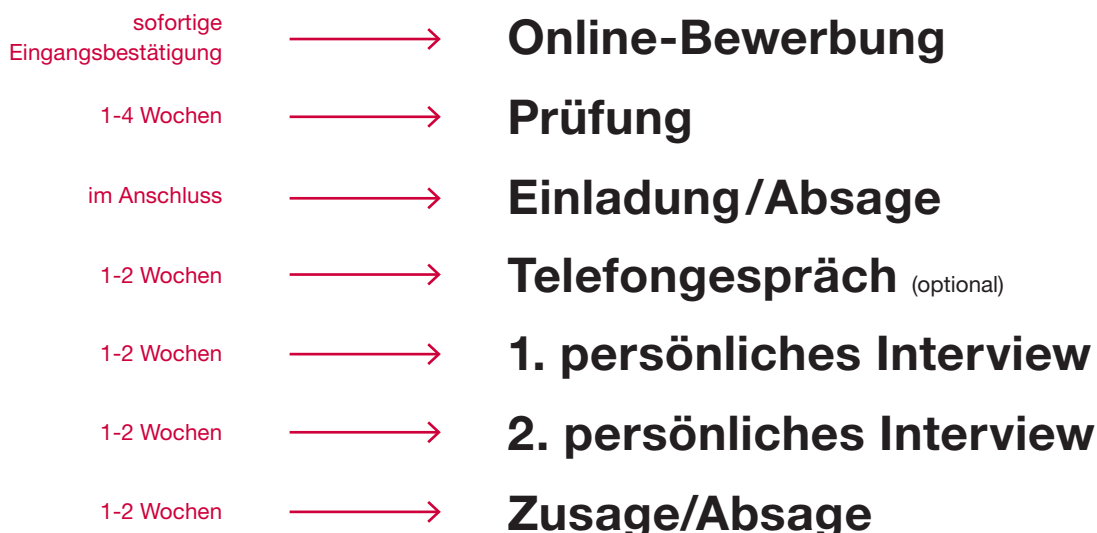 sofortige
Eingangsbestätigung
Online-Bewerbung
1-4 Wochen
Prüfung
im Anschluss
Einladung/Absage
1-2 Wochen
Telefongespräch (optional)
1-2 Wochen
1. persönliches Interview
1-2 Wochen
2. persönliches Interview
1-2 Wochen
Zusage/Absage